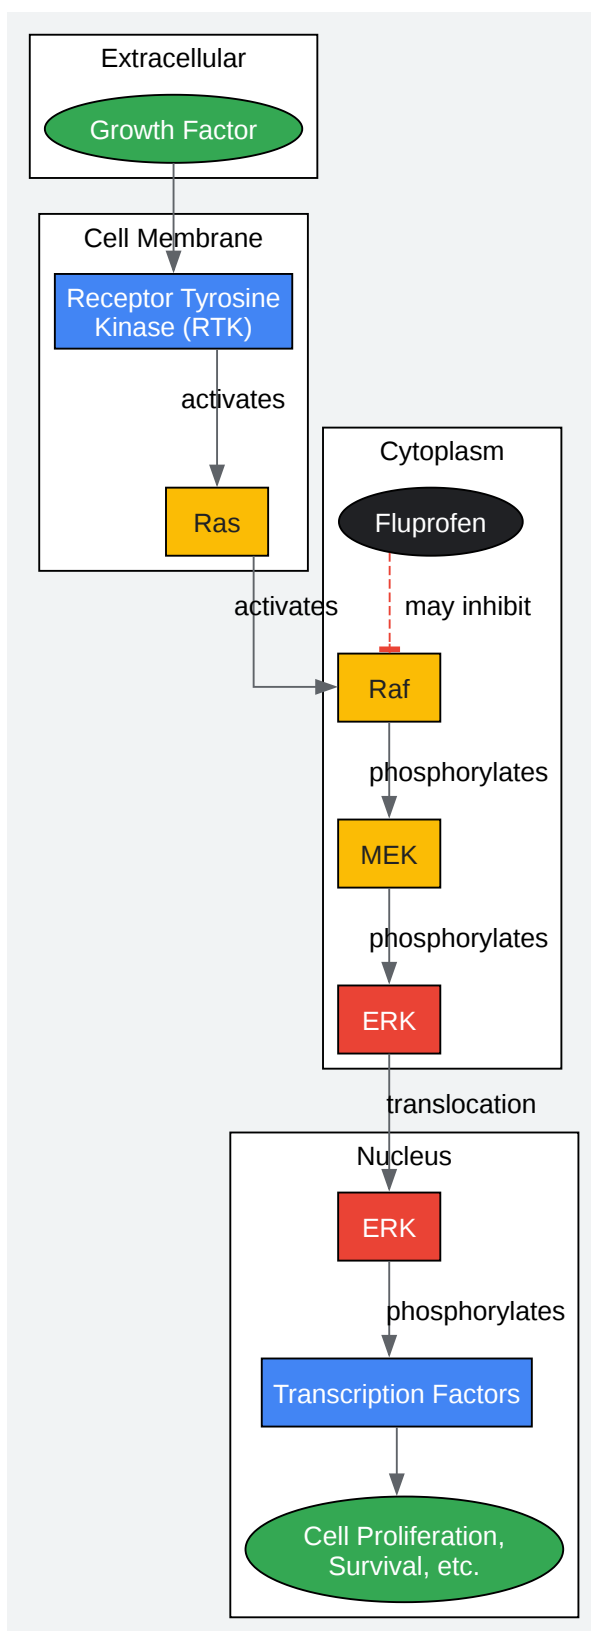 Extracellular
Growth Factor
Cell Membrane
Receptor Tyrosine
Kinase (RTK)
activates
Ras
activates
Cytoplasm
Fluprofen
may inhibit
Raf
phosphorylates
MEK
phosphorylates
ERK
translocation
Nucleus
ERK
phosphorylates
Transcription Factors
Cell Proliferation,
Survival, etc.